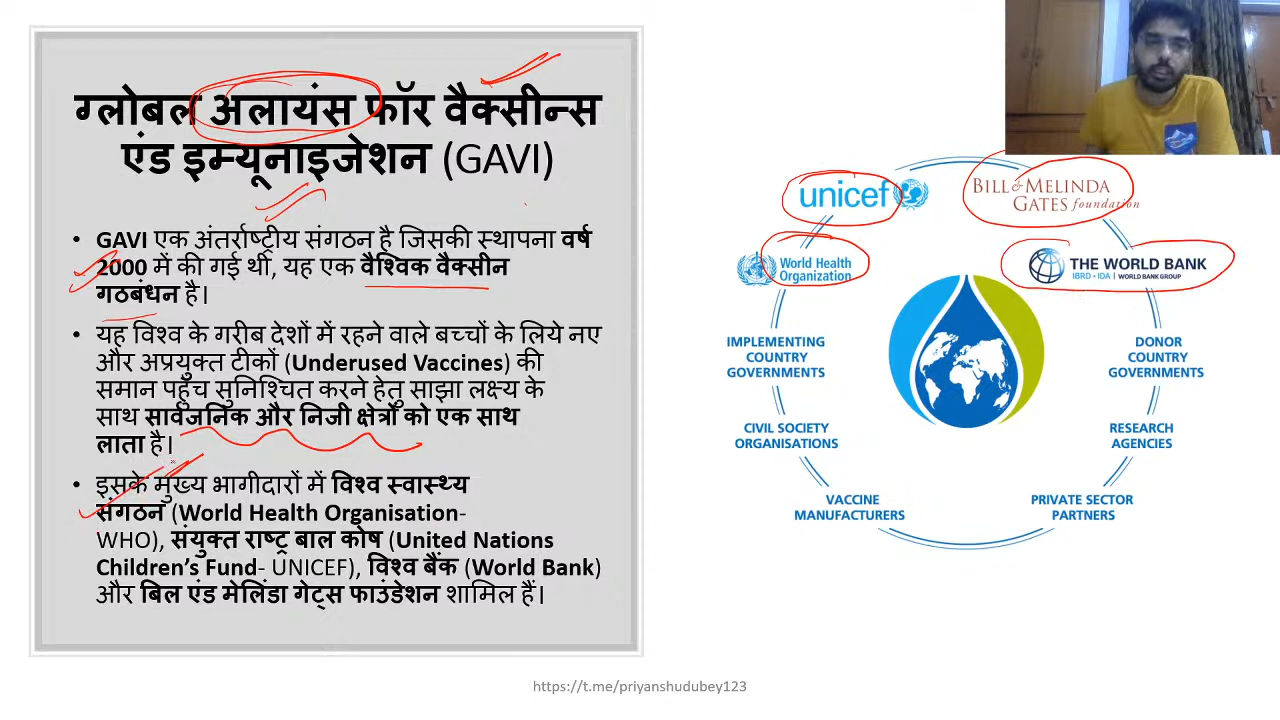 ग्लोबल अलायंस फॉर वैक्सीन्स
एंड इम्यूनाइजेशन (GAVI)
• GAVI एक अंतर्राष्ट्रीय संगठन है जिसकी स्थापना वर्ष
2000 में की गई थी, यह एक वैश्विक वैक्सीन
गठबंधन है।
• यह विश्व के गरीब देशों में रहने वाले बच्चों के लिये नए
और अप्रयुक्त टीकों (Underused Vaccines) की
समान पहुँच सुनिश्चित करने हेतु साझा लक्ष्य के
साथ सार्वजनिक और निजी क्षेत्रों को एक साथ
लाता है।
• इसके मुख्य भागीदारों में विश्व स्वास्थ्य
संगठन (World Health Organisation-
WHO), संयुक्त राष्ट्र बाल कोष (United Nations
Children’s Fund- UNICEF), विश्व बैंक (World Bank)
और बिल एंड मेलिंडा गेट्स फाउंडेशन शामिल हैं।
unicef
BILL & MELINDA
GATES foundation
World Health
Organization
THE WORLD BANK
IBRD • IDA | WORLD BANK GROUP
IMPLEMENTING
COUNTRY
GOVERNMENTS
DONOR
COUNTRY
GOVERNMENTS
CIVIL SOCIETY
ORGANISATIONS
RESEARCH
AGENCIES
VACCINE
MANUFACTURERS
PRIVATE SECTOR
PARTNERS
https://t.me/priyanshudubey123